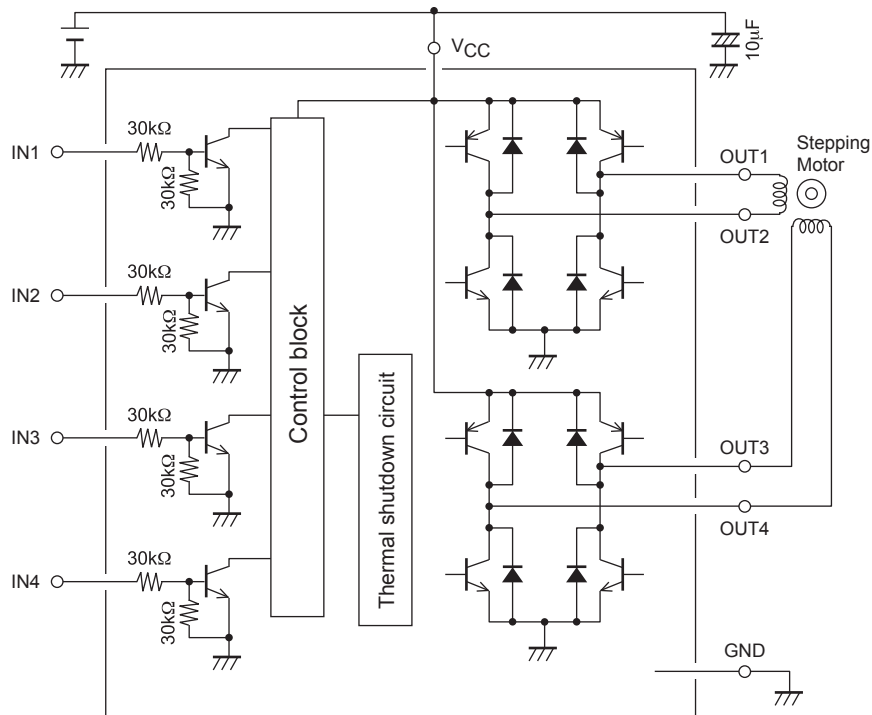 10μF
VCC
30kΩ
IN1
30kΩ
OUT1
Stepping
Motor
OUT2
30kΩ
IN2
30kΩ
Control block
Thermal shutdown circuit
30kΩ
IN3
30kΩ
OUT3
OUT4
30kΩ
IN4
30kΩ
GND